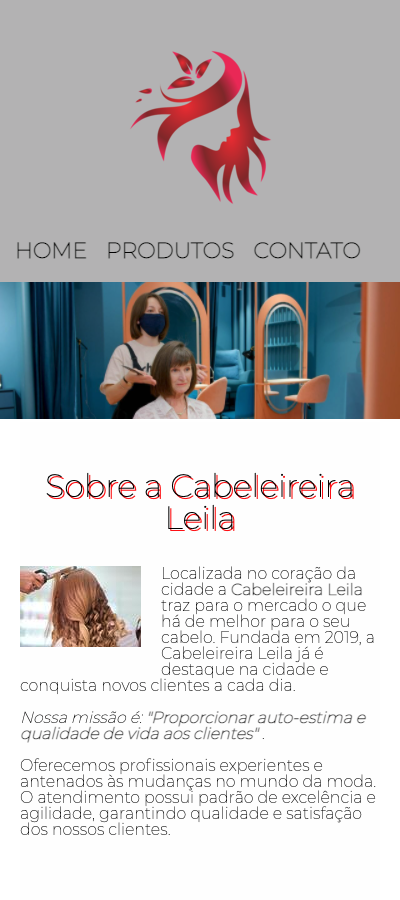 HOME PRODUTOS CONTATO
Sobre a Cabeleireira
Leila
Localizada no coração da
cidade a Cabeleireira Leila
traz para o mercado o que
há de melhor para o seu
cabelo. Fundada em 2019, a
Cabeleireira Leila já é
destaque na cidade e
conquista novos clientes a cada dia.
Nossa missão é: "Proporcionar auto-estima e
qualidade de vida aos clientes" .
Oferecemos profissionais experientes e
antenados às mudanças no mundo da moda.
O atendimento possui padrão de excelência e
agilidade, garantindo qualidade e satisfação
dos nossos clientes.